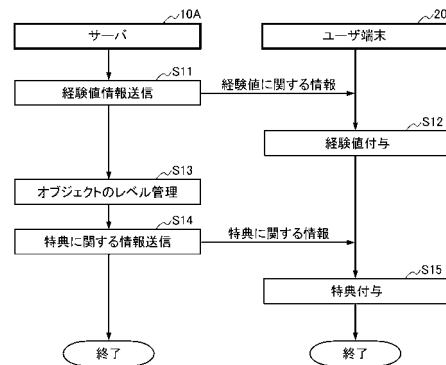 10A
20
サーバ
ユーザ端末
S11
経験値情報送信
経験値に関する情報
S12
経験値付与
S13
オブジェクトのレベル管理
S14
特典に関する情報送信
特典に関する情報
S15
特典付与
終了
終了